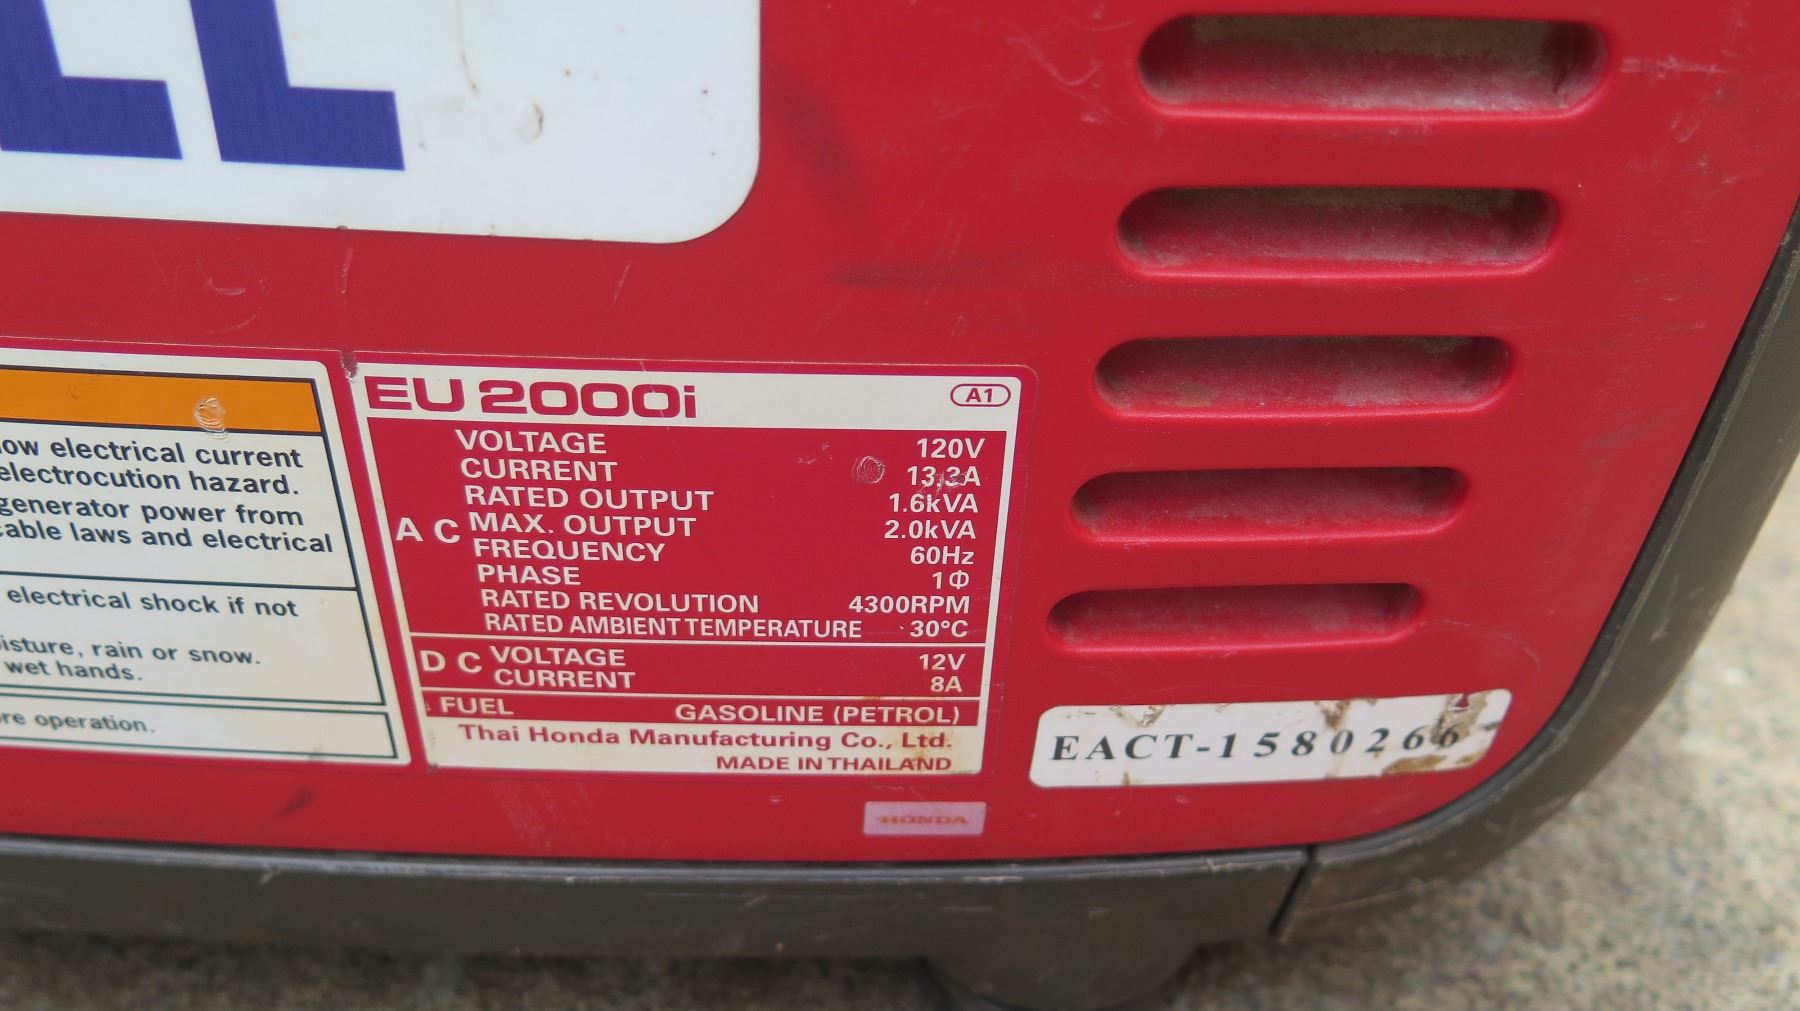 ow electrical current
electrocution hazard.
generator power from
cable laws and electrical
electrical shock if not
isture, rain or snow.
wet hands.
re operation.
EU 2000i A1
AC
VOLTAGE 120V
CURRENT 13.3A
RATED OUTPUT 1.6kVA
MAX. OUTPUT 2.0kVA
FREQUENCY 60Hz
PHASE 1Φ
RATED REVOLUTION 4300RPM
RATED AMBIENT TEMPERATURE 30°C
DC
VOLTAGE 12V
CURRENT 8A
FUEL GASOLINE (PETROL)
Thai Honda Manufacturing Co., Ltd.
MADE IN THAILAND
HONDA
EACT-1580266